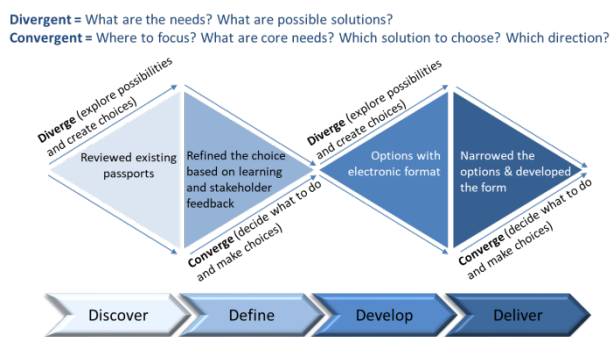 Divergent = What are the needs? What are possible solutions?
Convergent = Where to focus? What are core needs? Which solution to choose? Which direction?
Diverge (explore possibilities
and create choices)
Reviewed existing
passports
Refined the choice
based on learning
and stakeholder
feedback
Converge (decide what to do
and make choices)
Diverge (explore possibilities
and create choices)
Options with
electronic format
Narrowed the
options & developed
the form
Converge (decide what to do
and make choices)
Discover
Define
Develop
Deliver